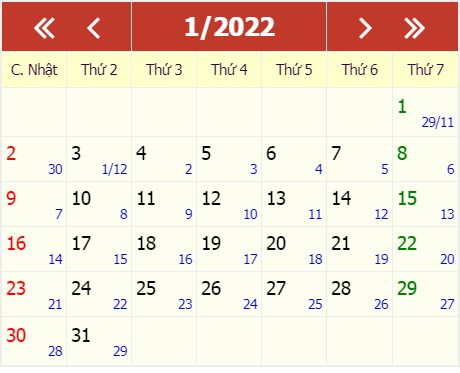 1/2022
C. Nhật Thứ 2 Thứ 3 Thứ 4 Thứ 5 Thứ 6 Thứ 7
1
29/11
2 3 4 5 6 7 8
30 1/12 2 3 4 5 6
9 10 11 12 13 14 15
7 8 9 10 11 12 13
16 17 18 19 20 21 22
14 15 16 17 18 19 20
23 24 25 26 27 28 29
21 22 23 24 25 26 27
30 31
28 29